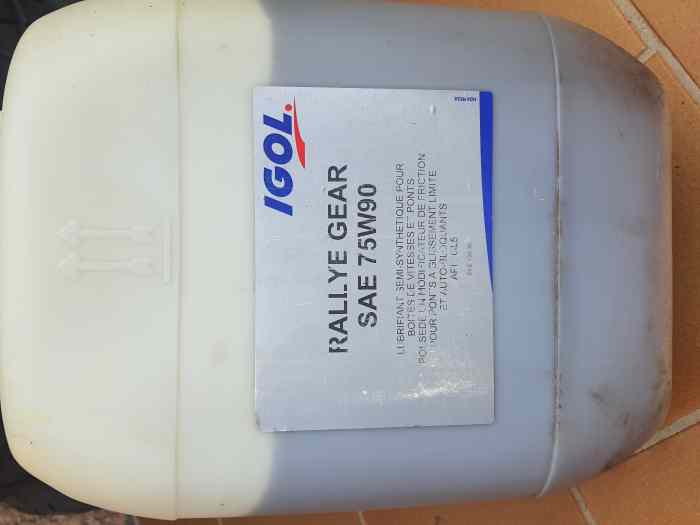 IGOL
RALLYE GEAR
SAE 75W90
LUBRIFIANT SEMI-SYNTHETIQUE POUR
BOITES DE VITESSES ET PONTS
POSSEDE UN MODIFICATEUR DE FRICTION
POUR PONTS A GLISSEMENT LIMITE
ET AUTO-BLOQUANTS
API GL5